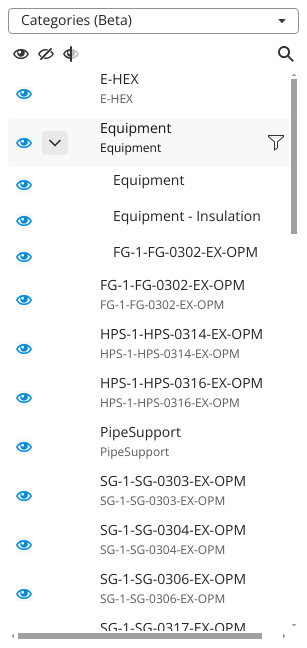 Categories (Beta)
E-HEX
E-HEX
Equipment
Equipment
Equipment
Equipment - Insulation
FG-1-FG-0302-EX-OPM
FG-1-FG-0302-EX-OPM
FG-1-FG-0302-EX-OPM
HPS-1-HPS-0314-EX-OPM
HPS-1-HPS-0314-EX-OPM
HPS-1-HPS-0316-EX-OPM
HPS-1-HPS-0316-EX-OPM
PipeSupport
PipeSupport
SG-1-SG-0303-EX-OPM
SG-1-SG-0303-EX-OPM
SG-1-SG-0304-EX-OPM
SG-1-SG-0304-EX-OPM
SG-1-SG-0306-EX-OPM
SG-1-SG-0306-EX-OPM
SG-1-SG-0317-EX-OPM